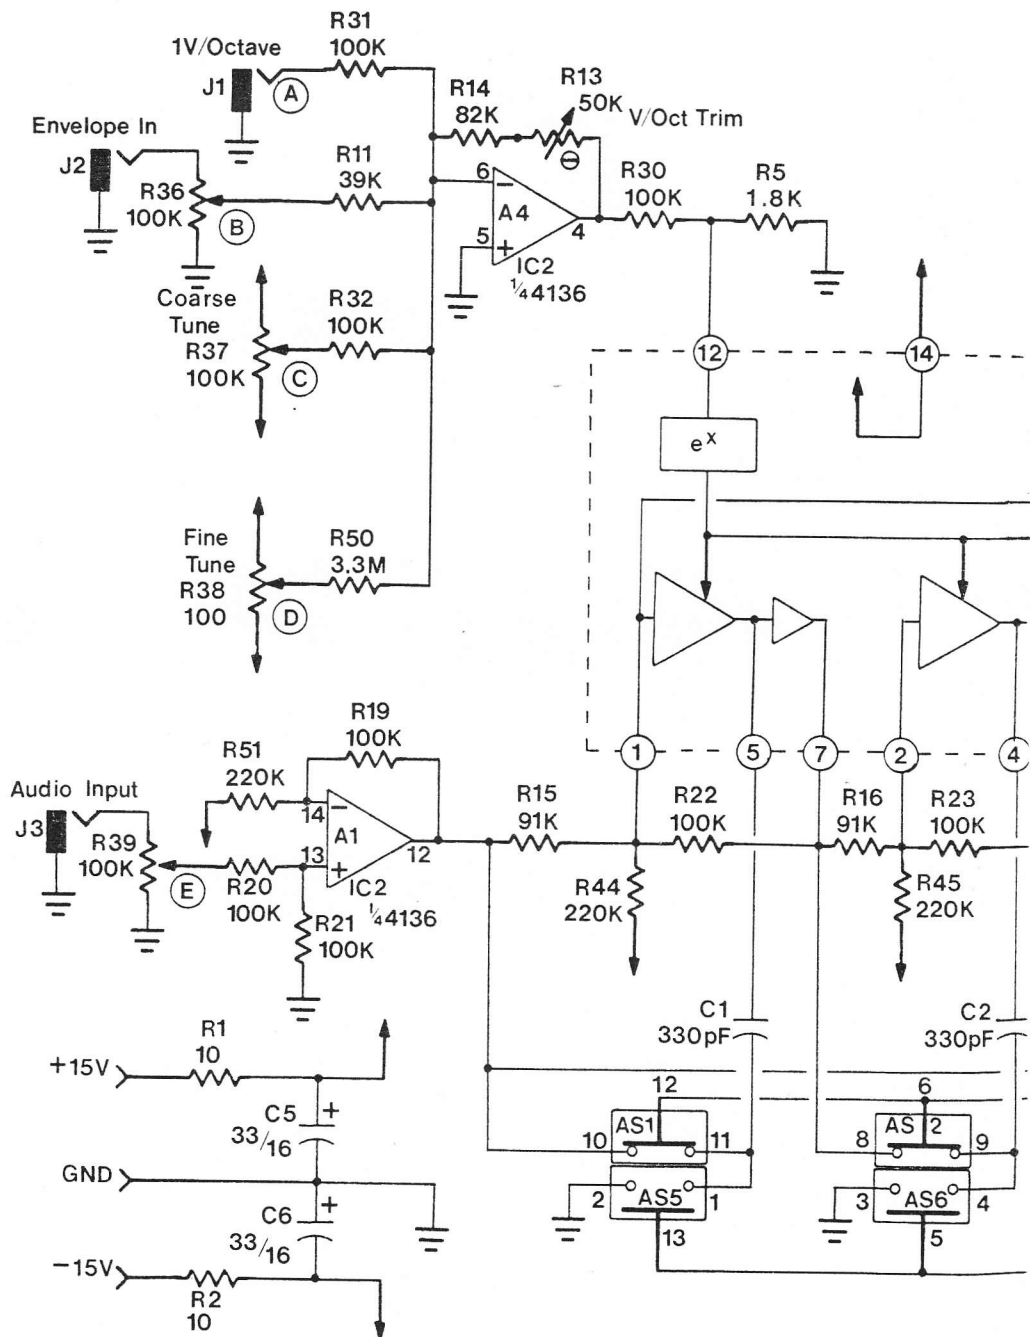 R31
100K
1V/Octave
J1
A
R14
82K
R13
50K
V/Oct Trim
Envelope In
J2
R36
100K
B
R11
39K
6
−
A4
5
+
4
IC2
1/4 4136
R30
100K
R5
1.8K
Coarse
Tune
R37
100K
C
R32
100K
12
14
e^x
Fine
Tune
R38
100
D
R50
3.3M
R19
100K
1
5
7
2
4
R51
220K
Audio Input
J3
R39
100K
E
14
−
A1
13
+
12
IC2
1/4 4136
R20
100K
R21
100K
R15
91K
R22
100K
R16
91K
R23
100K
R44
220K
R45
220K
C1
330pF
C2
330pF
R1
10
+15V
C5
33/16
+
GND
C6
33/16
+
−15V
R2
10
12
AS1
10
11
2
AS5
1
13
6
AS 2
8
9
3
AS6
4
5